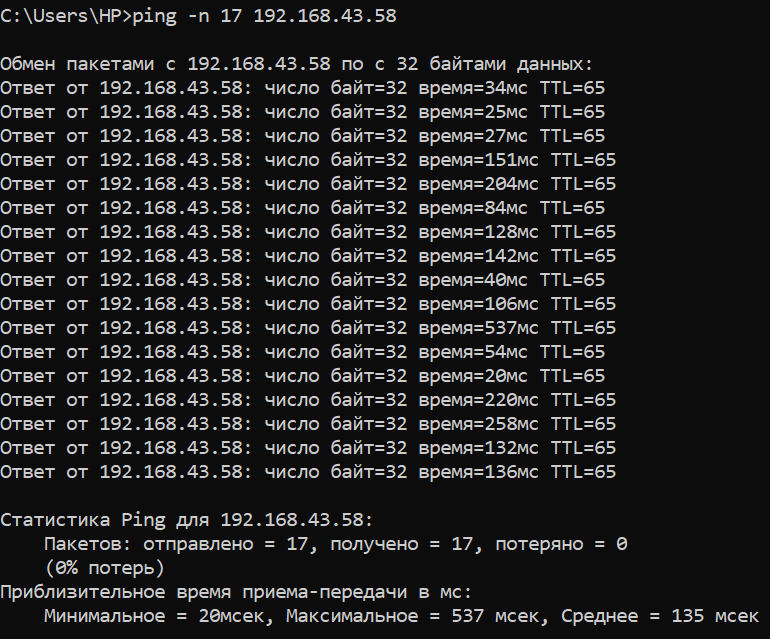 C:\Users\HP>ping -n 17 192.168.43.58
Обмен пакетами с 192.168.43.58 по с 32 байтами данных:
Ответ от 192.168.43.58: число байт=32 время=34мс TTL=65
Ответ от 192.168.43.58: число байт=32 время=25мс TTL=65
Ответ от 192.168.43.58: число байт=32 время=27мс TTL=65
Ответ от 192.168.43.58: число байт=32 время=151мс TTL=65
Ответ от 192.168.43.58: число байт=32 время=204мс TTL=65
Ответ от 192.168.43.58: число байт=32 время=84мс TTL=65
Ответ от 192.168.43.58: число байт=32 время=128мс TTL=65
Ответ от 192.168.43.58: число байт=32 время=142мс TTL=65
Ответ от 192.168.43.58: число байт=32 время=40мс TTL=65
Ответ от 192.168.43.58: число байт=32 время=106мс TTL=65
Ответ от 192.168.43.58: число байт=32 время=537мс TTL=65
Ответ от 192.168.43.58: число байт=32 время=54мс TTL=65
Ответ от 192.168.43.58: число байт=32 время=20мс TTL=65
Ответ от 192.168.43.58: число байт=32 время=220мс TTL=65
Ответ от 192.168.43.58: число байт=32 время=258мс TTL=65
Ответ от 192.168.43.58: число байт=32 время=132мс TTL=65
Ответ от 192.168.43.58: число байт=32 время=136мс TTL=65
Статистика Ping для 192.168.43.58:
Пакетов: отправлено = 17, получено = 17, потеряно = 0
(0% потерь)
Приблизительное время приема-передачи в мс:
Минимальное = 20мсек, Максимальное = 537 мсек, Среднее = 135 мсек